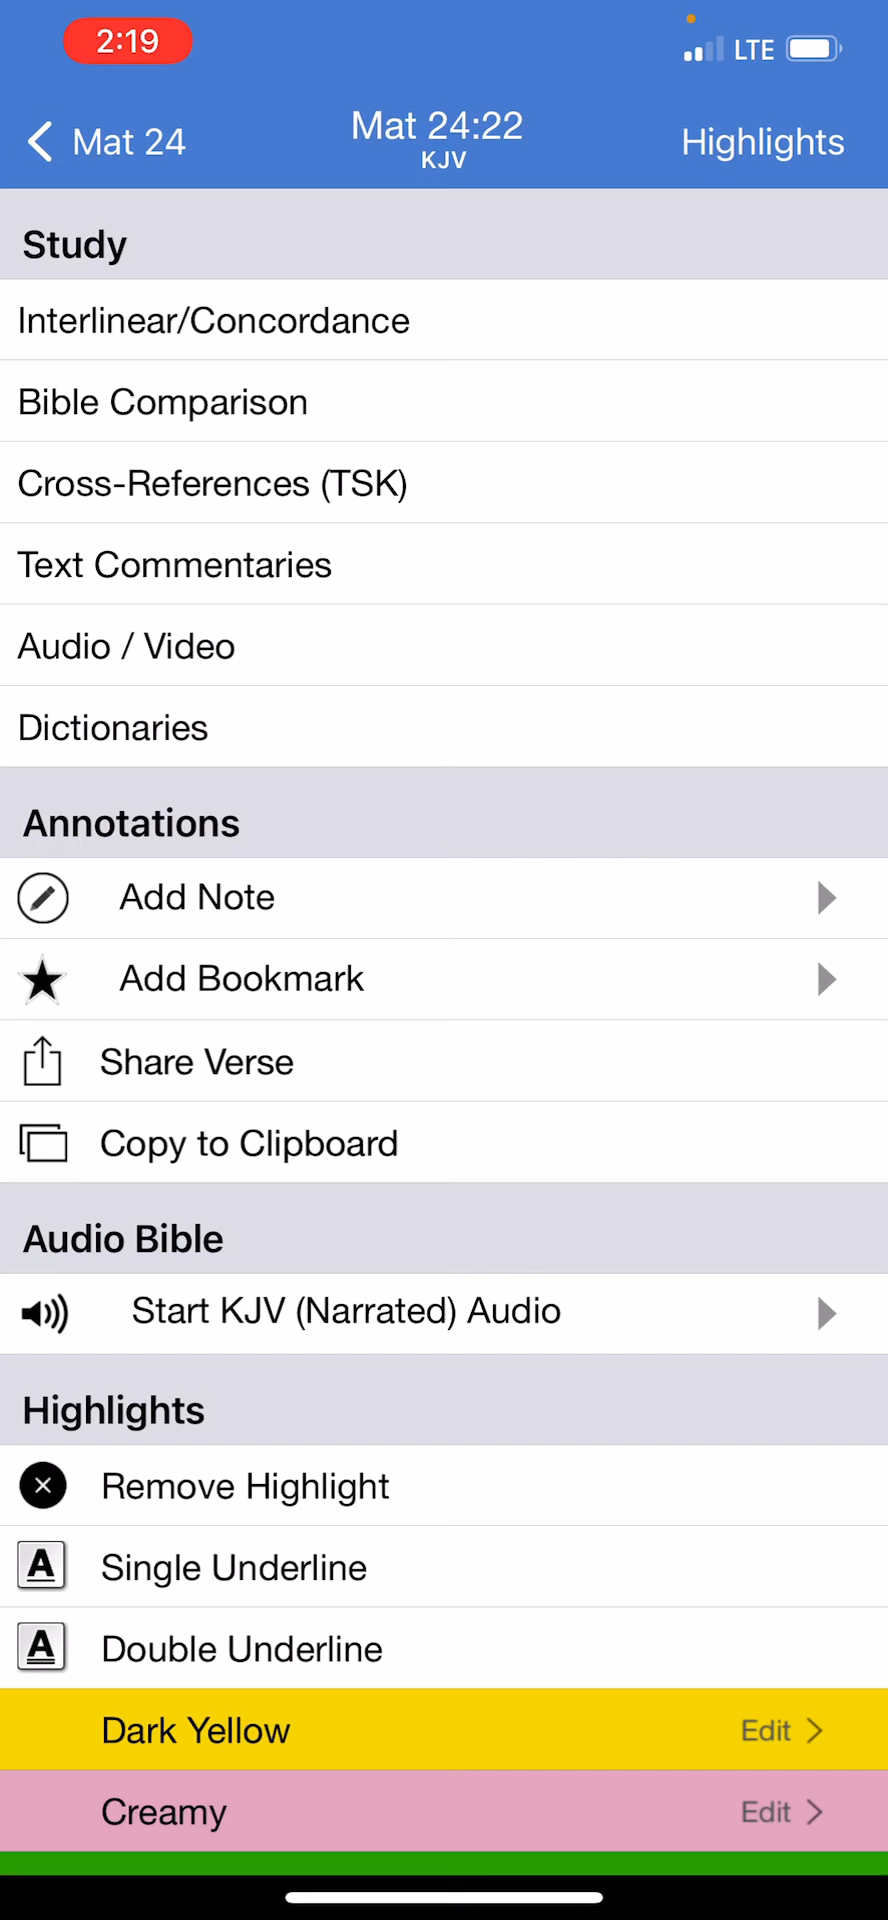 2:19
LTE
Mat 24
Mat 24:22
KJV
Highlights
Study
Interlinear/Concordance
Bible Comparison
Cross-References (TSK)
Text Commentaries
Audio / Video
Dictionaries
Annotations
Add Note
Add Bookmark
Share Verse
Copy to Clipboard
Audio Bible
Start KJV (Narrated) Audio
Highlights
Remove Highlight
A Single Underline
A Double Underline
Dark Yellow Edit
Creamy Edit